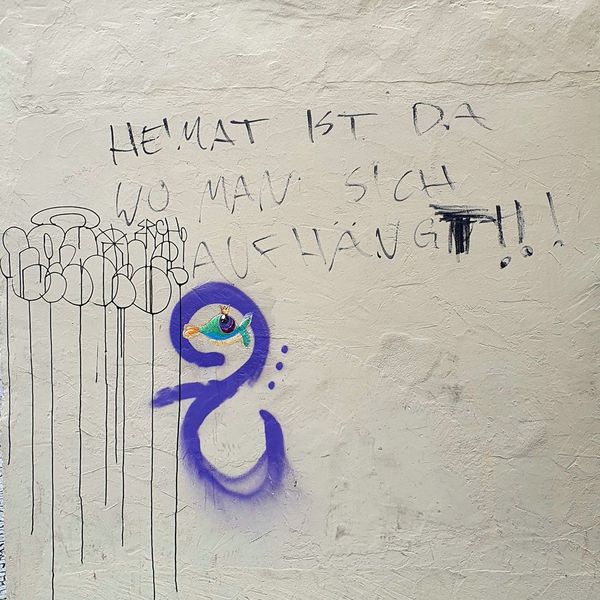 HEIMAT IST DA
WO MAN SICH
AUFHÄNGT!!!